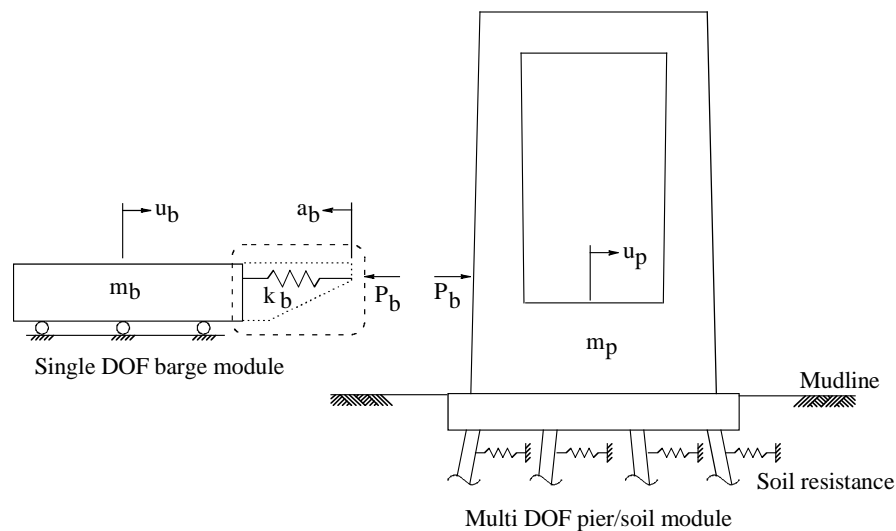 u_b
a_b
m_b
k_b
P_b
P_b
u_p
m_p
Single DOF barge module
Mudline
Soil resistance
Multi DOF pier/soil module